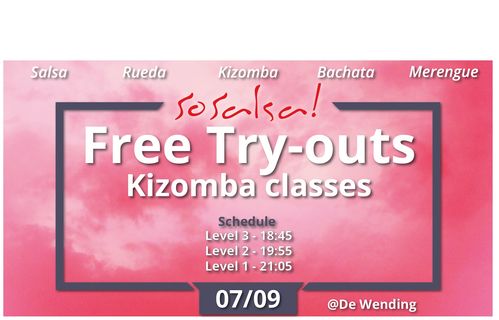 Salsa Rueda Kizomba Bachata Merengue
sosalsa!
Free Try-outs
Kizomba classes
Schedule
Level 3 - 18:45
Level 2 - 19:55
Level 1 - 21:05
07/09
@De Wending